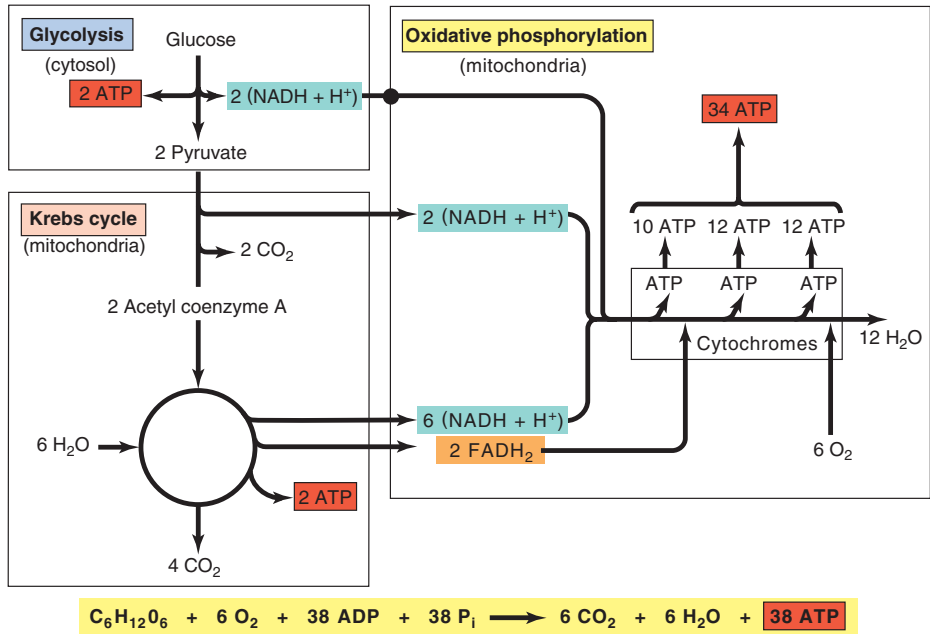 Glycolysis
(cytosol)
Glucose
2 ATP
2 (NADH + H⁺)
2 Pyruvate
Krebs cycle
(mitochondria)
2 CO₂
2 Acetyl coenzyme A
6 H₂O
2 ATP
4 CO₂
Oxidative phosphorylation
(mitochondria)
34 ATP
2 (NADH + H⁺)
10 ATP 12 ATP 12 ATP
ATP ATP ATP
Cytochromes
12 H₂O
6 (NADH + H⁺)
2 FADH₂
6 O₂
C₆H₁₂0₆ + 6 O₂ + 38 ADP + 38 Pᵢ → 6 CO₂ + 6 H₂O + 38 ATP